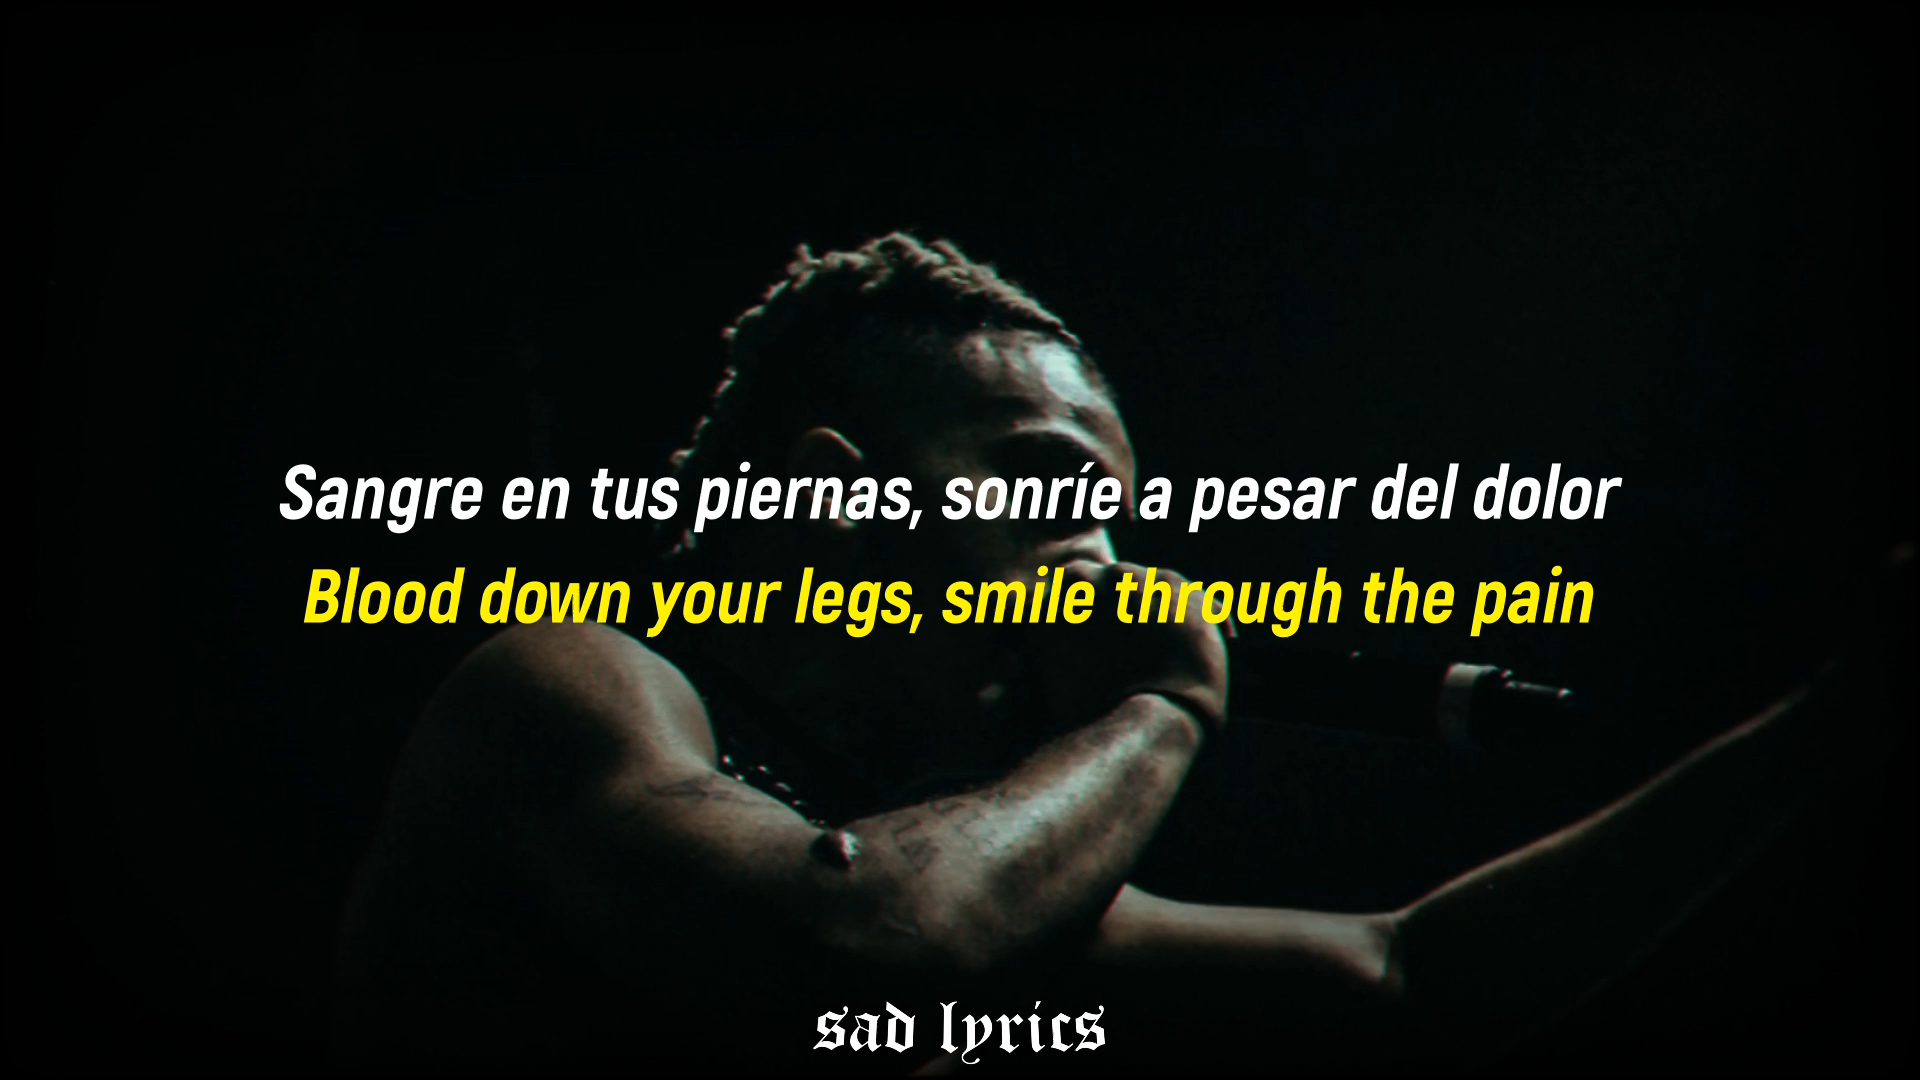 Sangre en tus piernas, sonríe a pesar del dolor
Blood down your legs, smile through the pain
sad lyrics